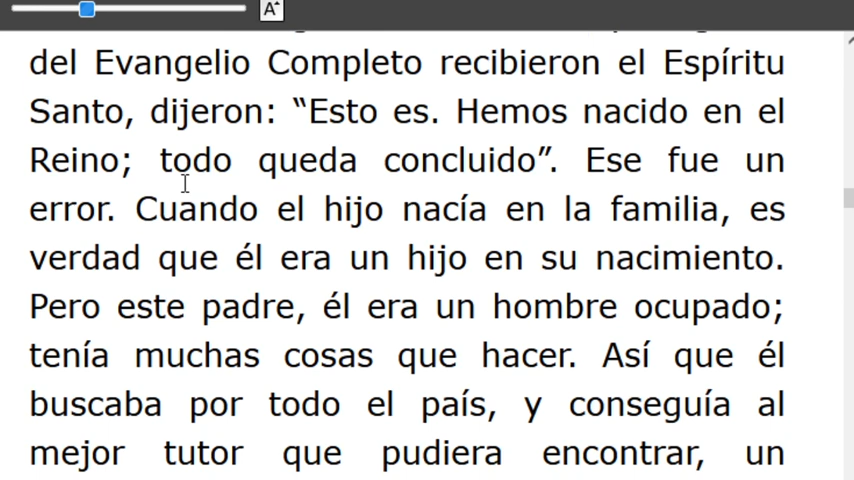 A
del Evangelio Completo recibieron el Espíritu
Santo, dijeron: “Esto es. Hemos nacido en el
Reino; todo queda concluido”. Ese fue un
error. Cuando el hijo nacía en la familia, es
verdad que él era un hijo en su nacimiento.
Pero este padre, él era un hombre ocupado;
tenía muchas cosas que hacer. Así que él
buscaba por todo el país, y conseguía al
mejor tutor que pudiera encontrar, un